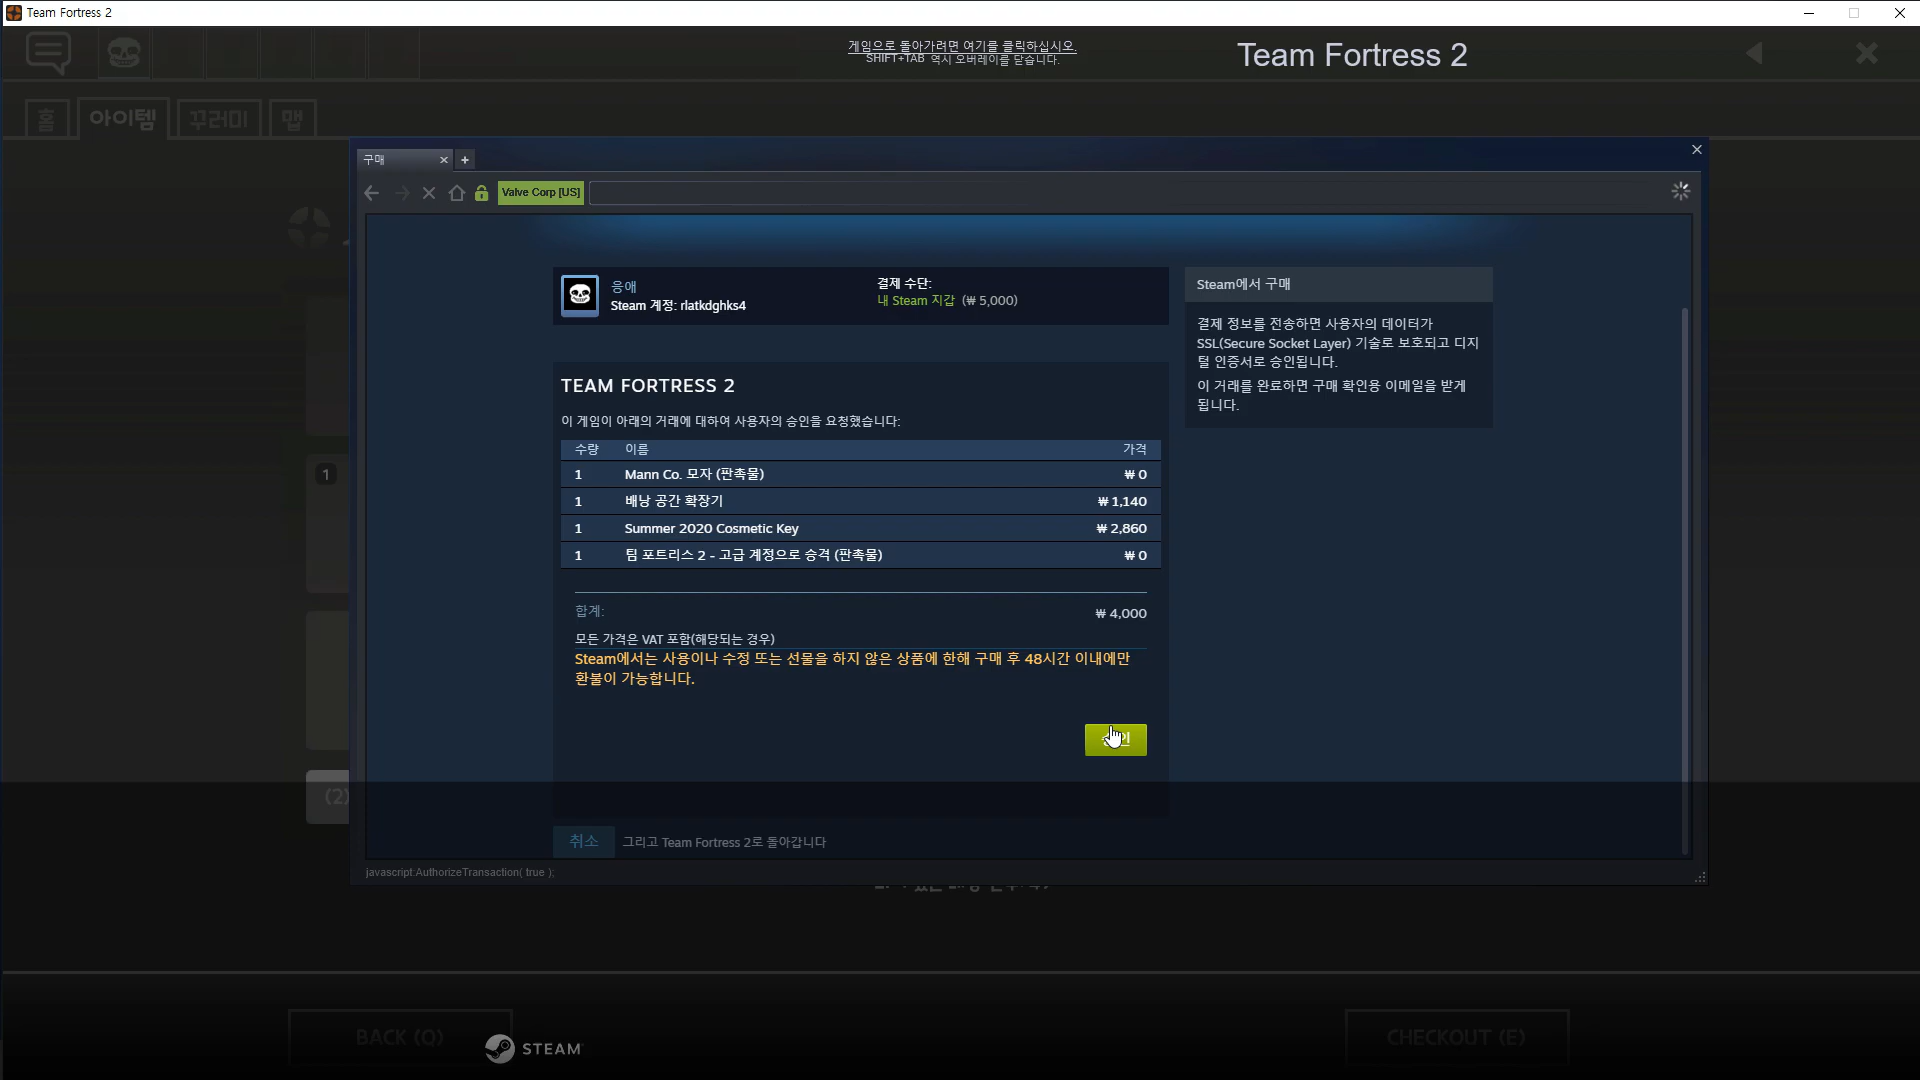 Team Fortress 2
게임으로 돌아가려면 여기를 클릭하십시오.
SHIFT+TAB 역시 오버레이를 닫습니다.
Team Fortress 2
홈
아이템
꾸러미
맵
구매
Valve Corp [US]
응애
Steam 계정: rlatkdghks4
결제 수단:
내 Steam 지갑 (₩ 5,000)
Steam에서 구매
결제 정보를 전송하면 사용자의 데이터가
SSL(Secure Socket Layer) 기술로 보호되고 디지
털 인증서로 승인됩니다.
이 거래를 완료하면 구매 확인용 이메일을 받게
됩니다.
TEAM FORTRESS 2
이 게임이 아래의 거래에 대하여 사용자의 승인을 요청했습니다:
수량 이름 가격
1 Mann Co. 모자 (판촉물) ₩ 0
1 배낭 공간 확장기 ₩ 1,140
1 Summer 2020 Cosmetic Key ₩ 2,860
1 팀 포트리스 2 - 고급 계정으로 승격 (판촉물) ₩ 0
합계: ₩ 4,000
모든 가격은 VAT 포함(해당되는 경우)
Steam에서는 사용이나 수정 또는 선물을 하지 않은 상품에 한해 구매 후 48시간 이내에만
환불이 가능합니다.
1
(2)
취소 그리고 Team Fortress 2로 돌아갑니다
javascript:AuthorizeTransaction( true );
BACK (Q)
STEAM
CHECKOUT (E)